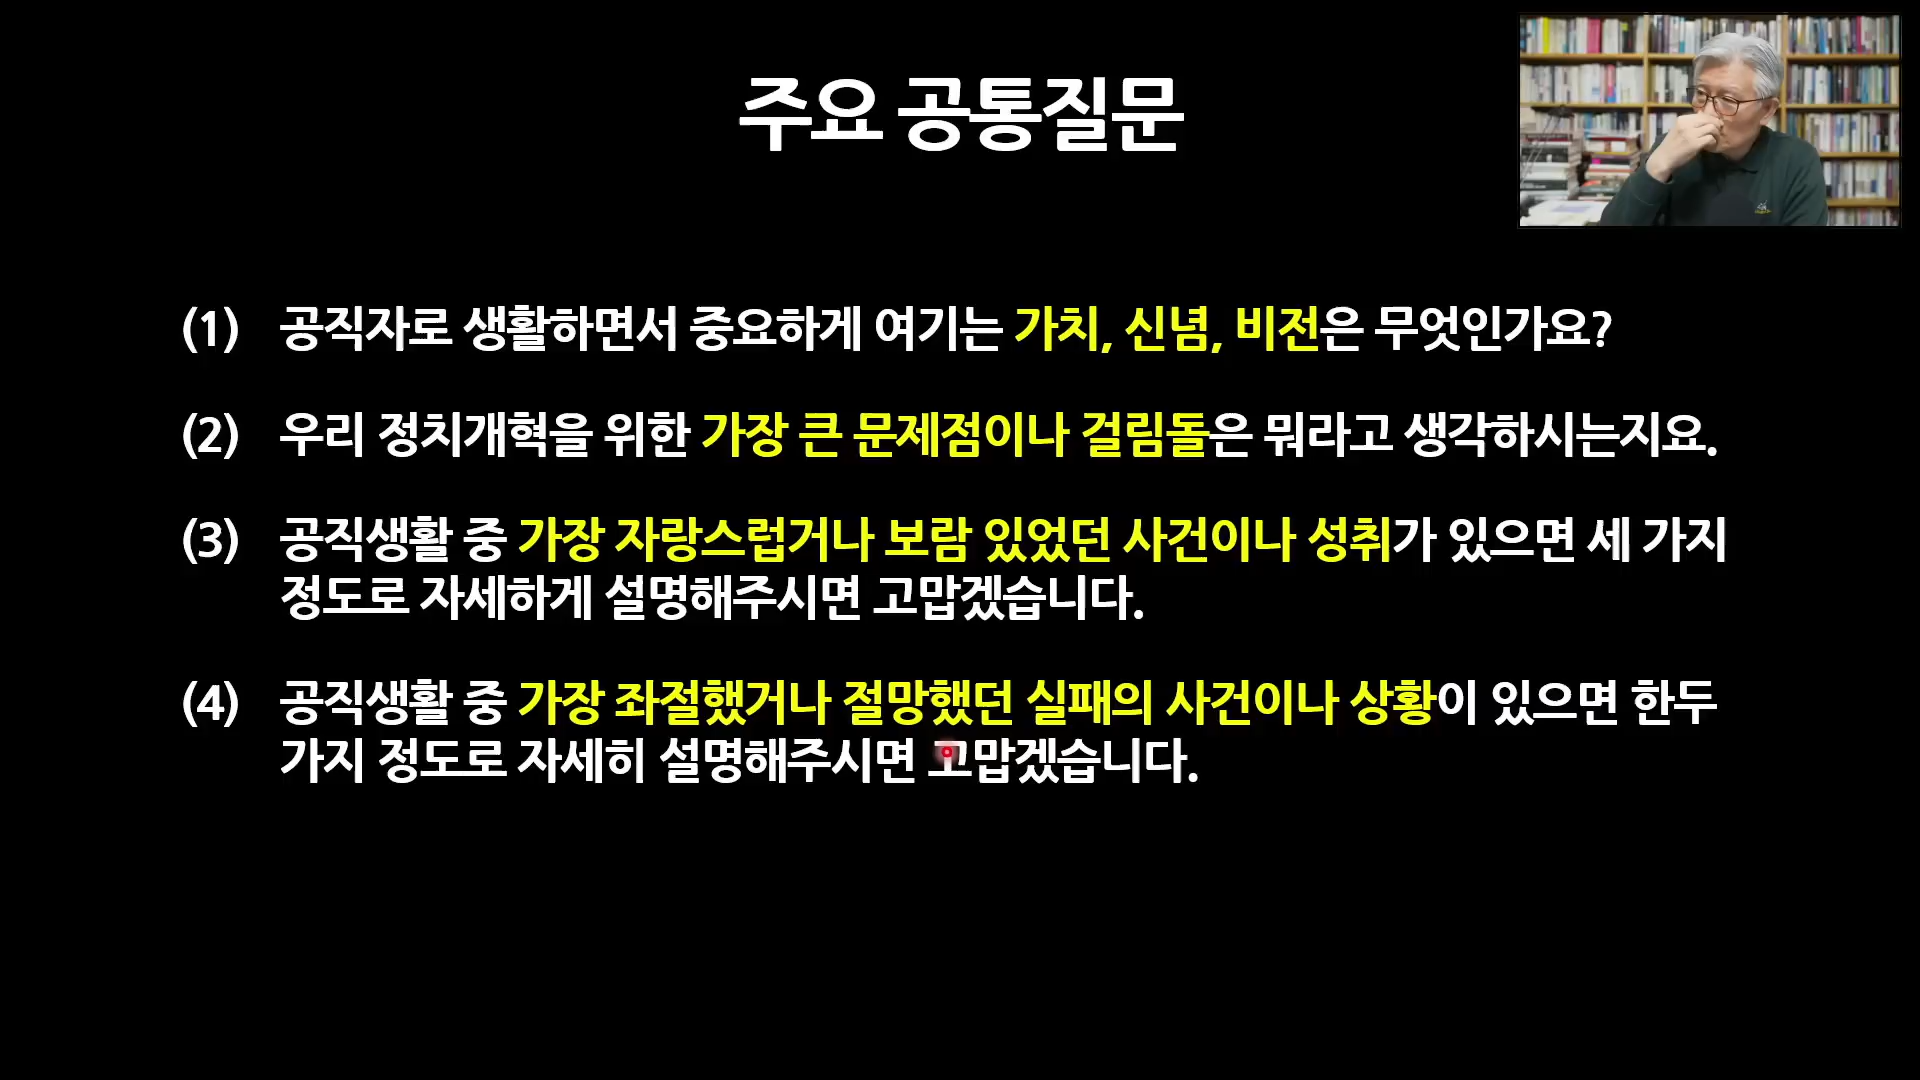 주요 공통질문
(1) 공직자로 생활하면서 중요하게 여기는 가치, 신념, 비전은 무엇인가요?
(2) 우리 정치개혁을 위한 가장 큰 문제점이나 걸림돌은 뭐라고 생각하시는지요.
(3) 공직생활 중 가장 자랑스럽거나 보람 있었던 사건이나 성취가 있으면 세 가지
정도로 자세하게 설명해주시면 고맙겠습니다.
(4) 공직생활 중 가장 좌절했거나 절망했던 실패의 사건이나 상황이 있으면 한두
가지 정도로 자세히 설명해주시면 고맙겠습니다.